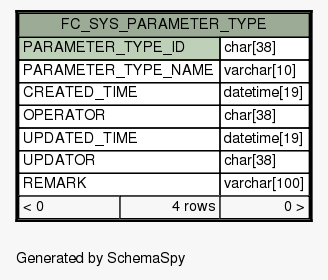 FC_SYS_PARAMETER_TYPE
PARAMETER_TYPE_ID char[38]
PARAMETER_TYPE_NAME varchar[10]
CREATED_TIME datetime[19]
OPERATOR char[38]
UPDATED_TIME datetime[19]
UPDATOR char[38]
REMARK varchar[100]
< 0 4 rows 0 >
Generated by SchemaSpy